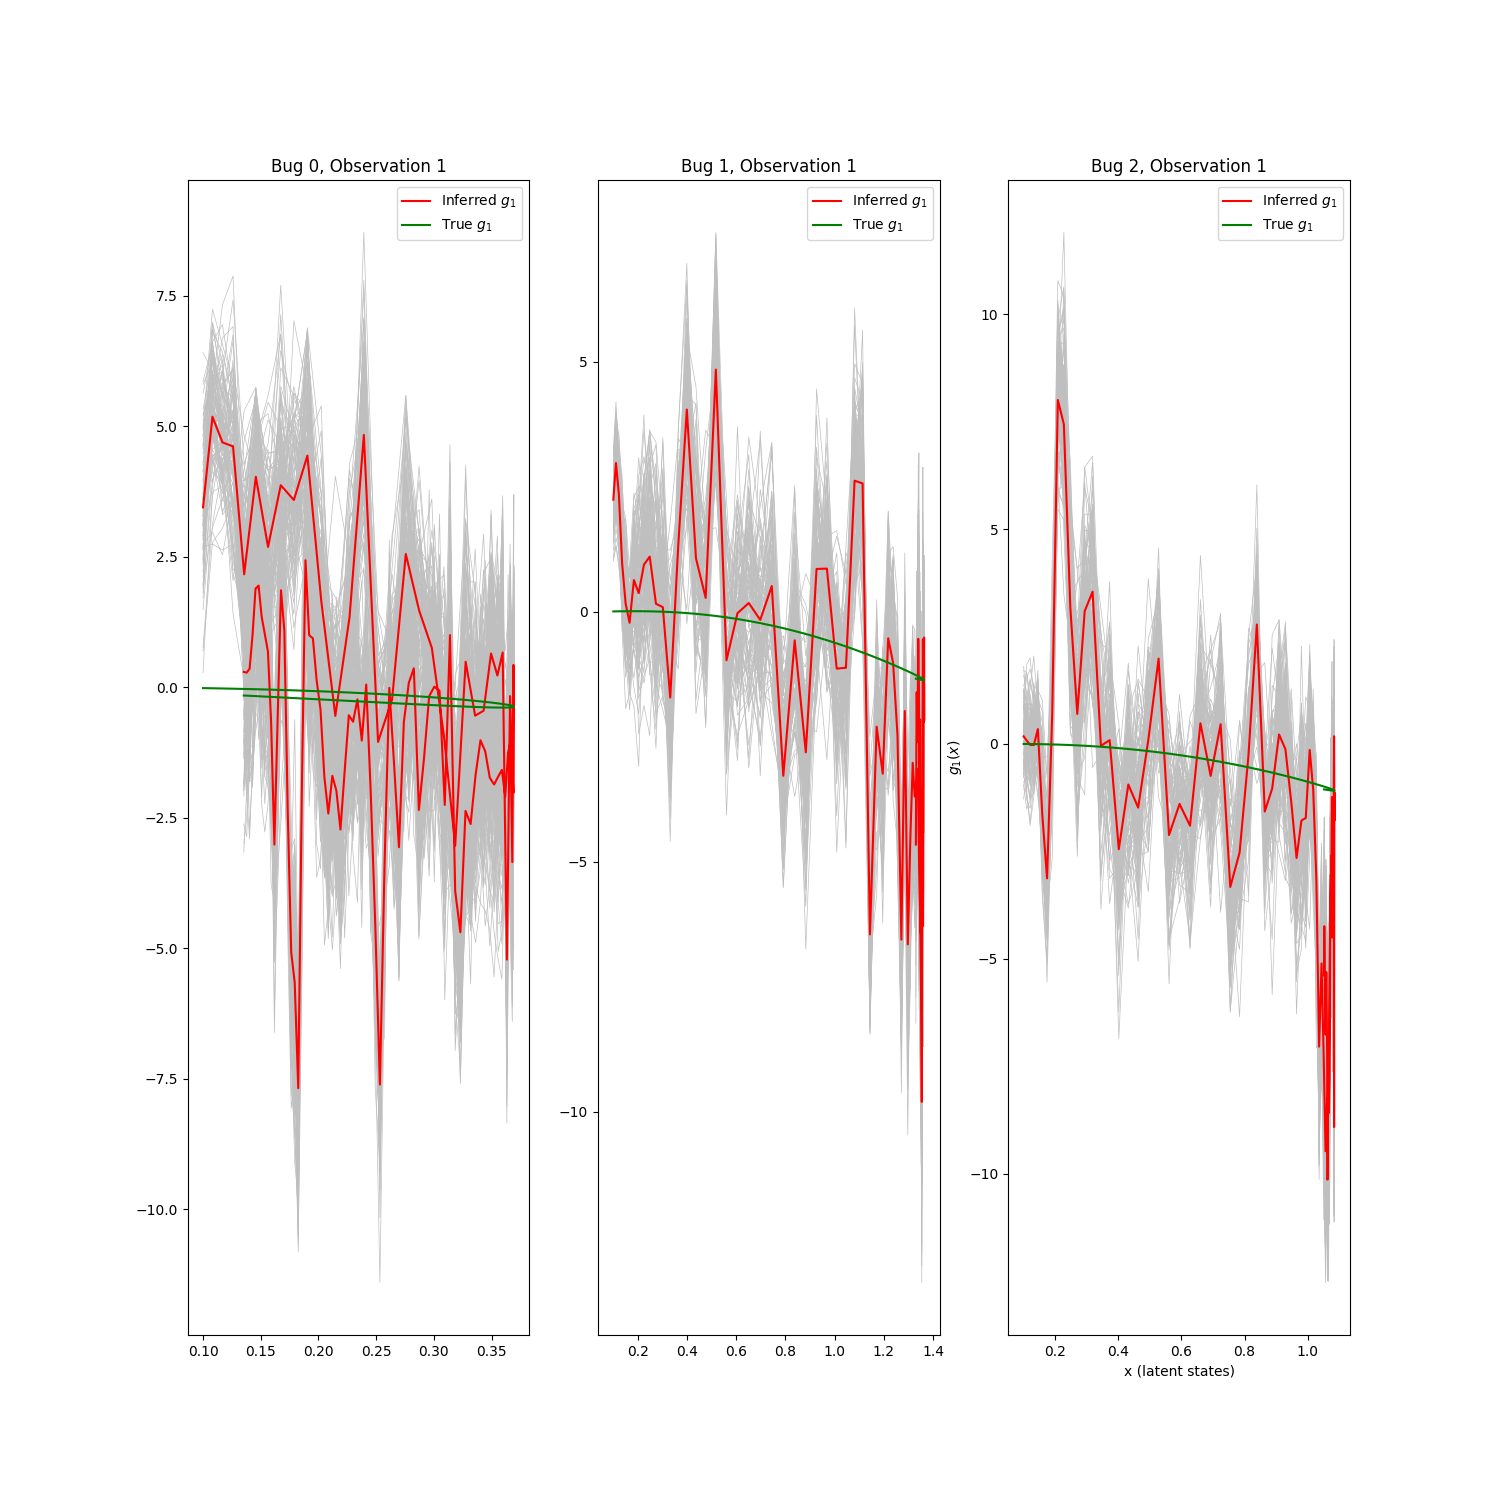 Bug 0, Observation 1
Inferred g₁
True g₁
7.5
5.0
2.5
0.0
−2.5
−5.0
−7.5
−10.0
0.10 0.15 0.20 0.25 0.30 0.35
Bug 1, Observation 1
Inferred g₁
True g₁
5
0
−5
−10
0.2 0.4 0.6 0.8 1.0 1.2 1.4
Bug 2, Observation 1
Inferred g₁
True g₁
g₁(x)
10
5
0
−5
−10
0.2 0.4 0.6 0.8 1.0
x (latent states)